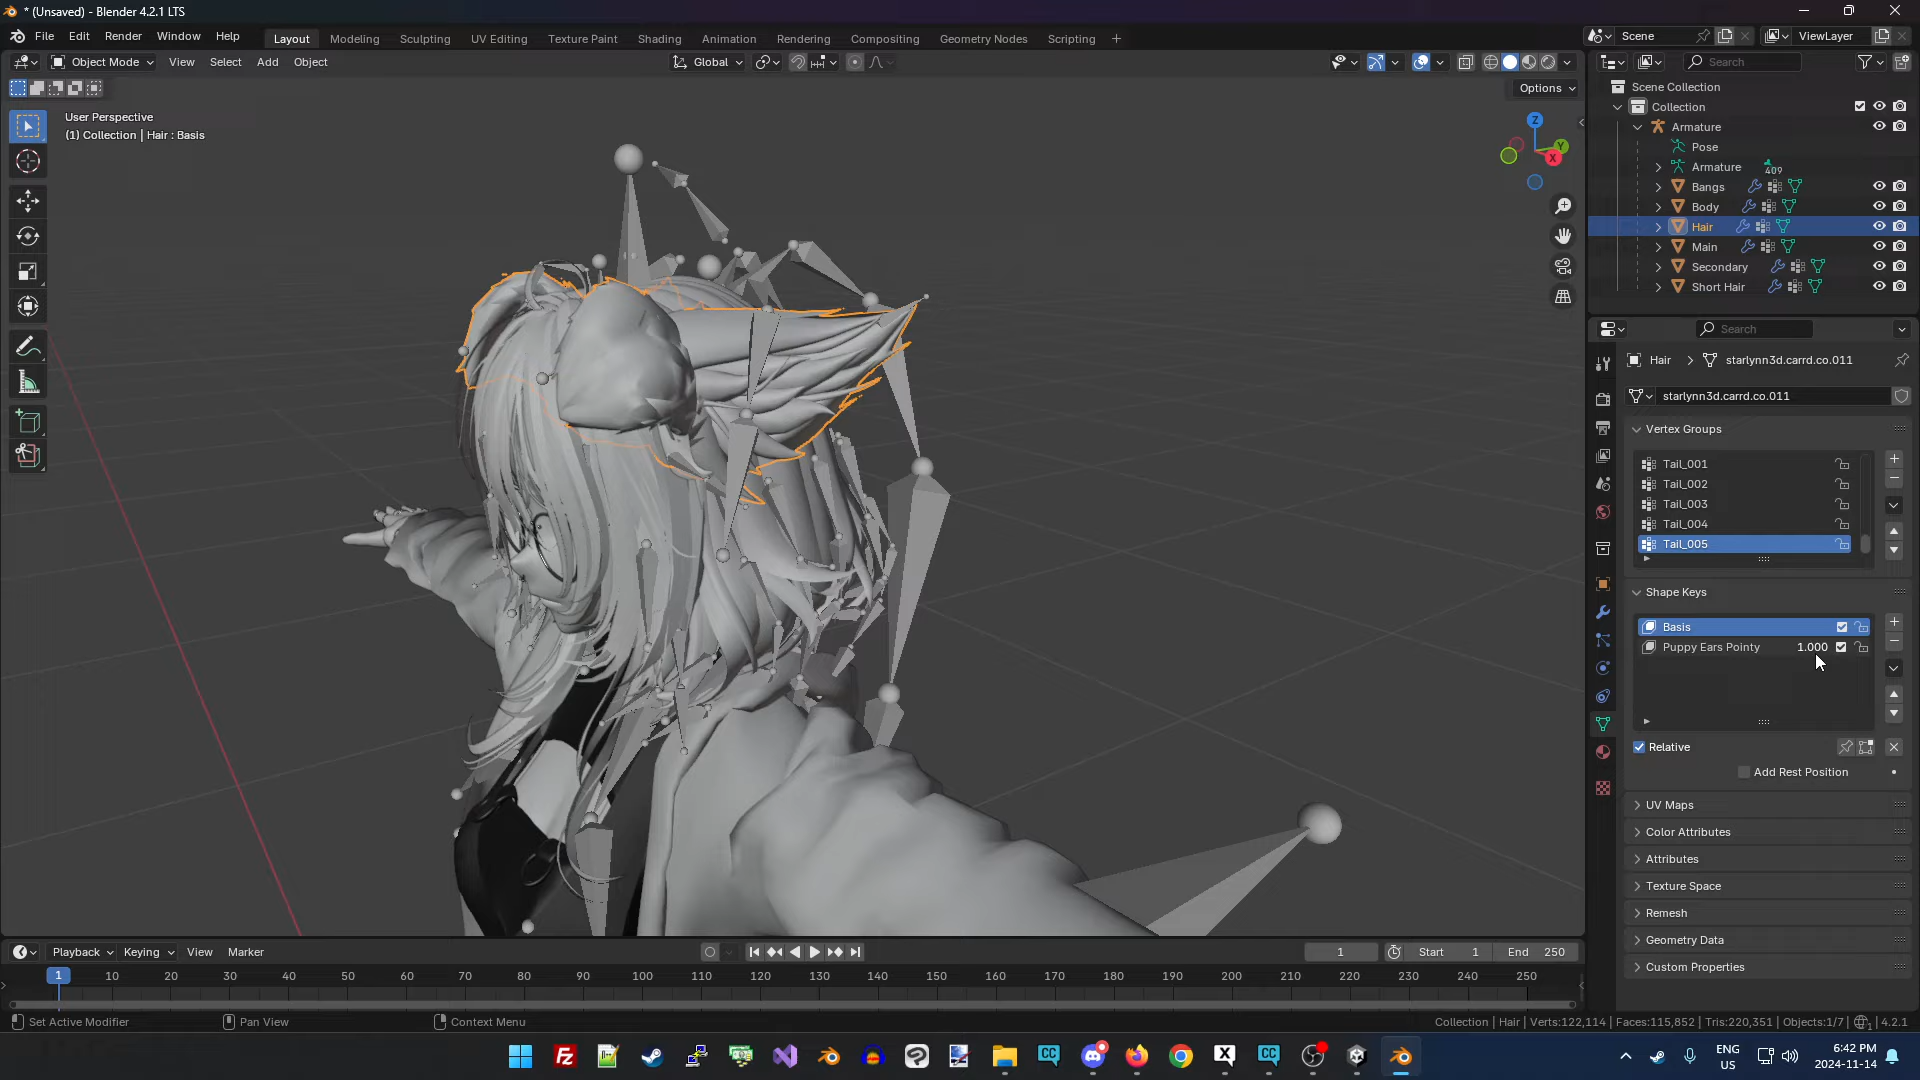 * (Unsaved) - Blender 4.2.1 LTS
File Edit Render Window Help Layout Modeling Sculpting UV Editing Texture Paint Shading Animation Rendering Compositing Geometry Nodes Scripting + Scene ViewLayer
Object Mode View Select Add Object Global Search
Options
User Perspective
(1) Collection | Hair : Basis
Z
Y
X
Scene Collection
Collection
Armature
Pose
Armature 409
Bangs
Body
Hair
Main
Secondary
Short Hair
Search
Hair > starlynn3d.carrd.co.011
starlynn3d.carrd.co.011
Vertex Groups
Tail_001
Tail_002
Tail_003
Tail_004
Tail_005
Shape Keys
Basis
Puppy Ears Pointy 1.000
Relative
Add Rest Position
UV Maps
Color Attributes
Attributes
Texture Space
Remesh
Geometry Data
Custom Properties
Playback Keying View Marker 1 Start 1 End 250
1 10 20 30 40 50 60 70 80 90 100 110 120 130 140 150 160 170 180 190 200 210 220 230 240 250
Set Active Modifier Pan View Context Menu Collection | Hair | Verts:122,114 | Faces:115,852 | Tris:220,351 | Objects:1/7 | 4.2.1
ENG
US
6:42 PM
2024-11-14